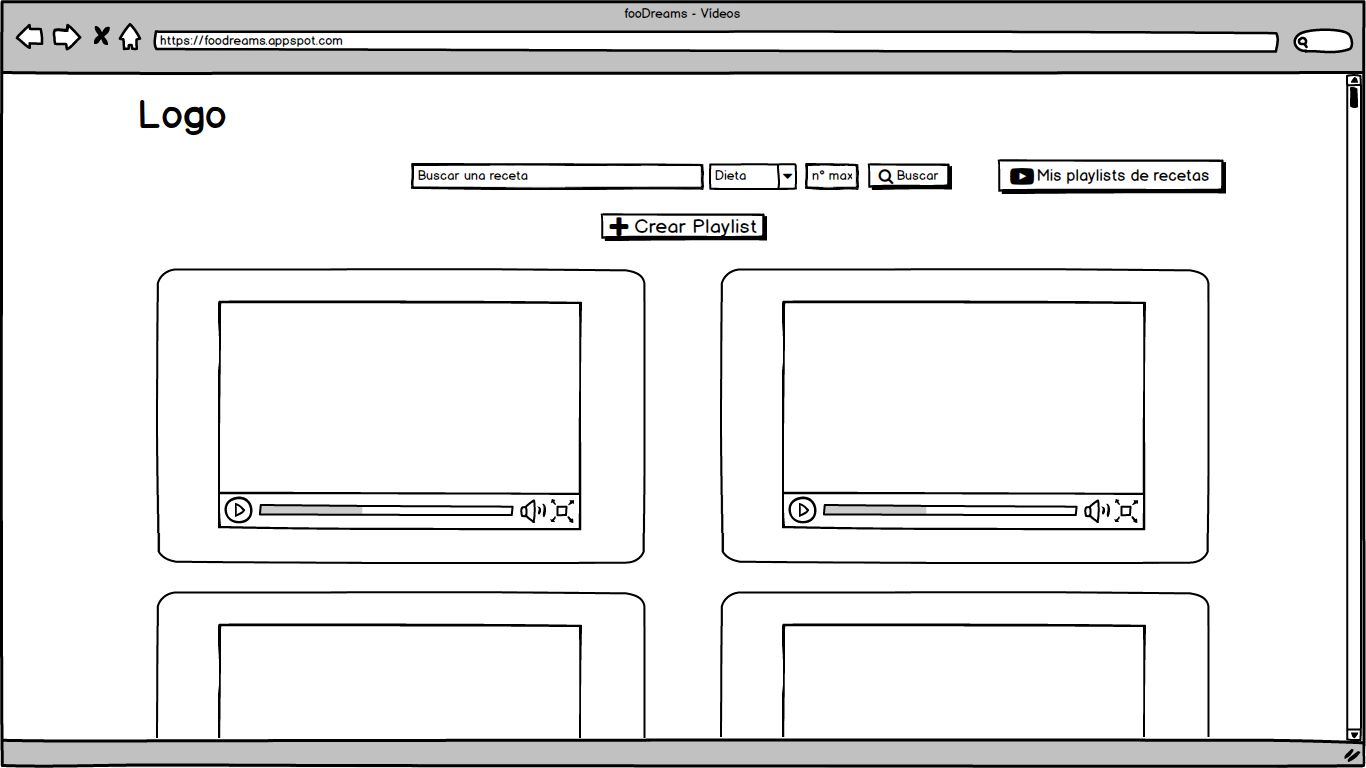 fooDreams - Videos
https://foodreams.appspot.com
Logo
Buscar una receta
Dieta
n° max
Buscar
Mis playlists de recetas
Crear Playlist